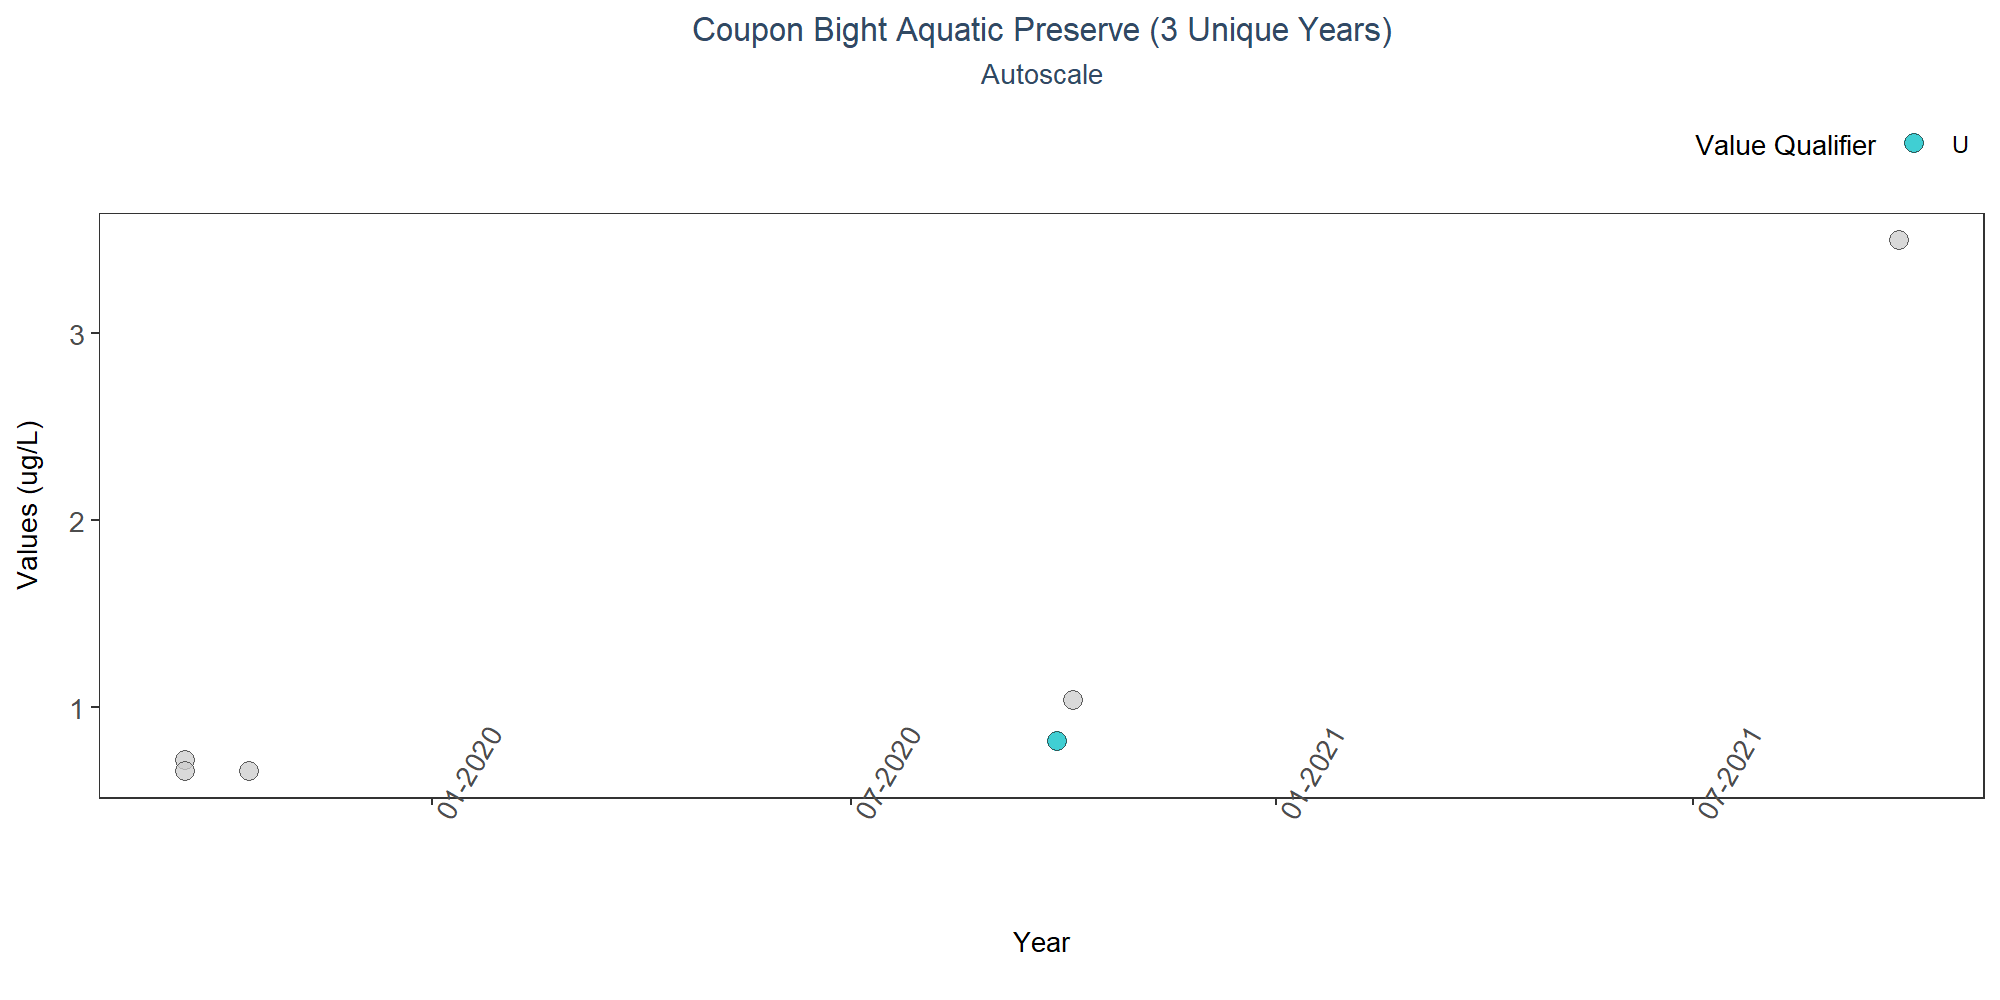 Coupon Bight Aquatic Preserve (3 Unique Years)
Autoscale
Value Qualifier U
Values (ug/L)
3
2
1
01-2020
07-2020
01-2021
07-2021
Year